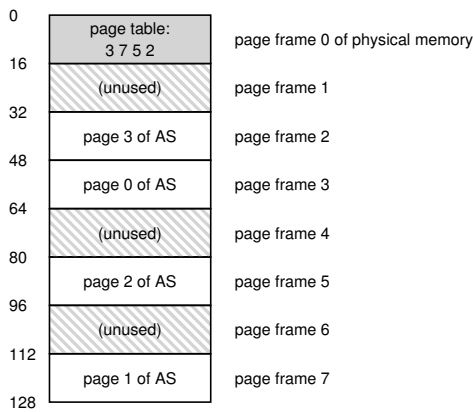 0
page table:
3 7 5 2
page frame 0 of physical memory
16
(unused)
page frame 1
32
page 3 of AS
page frame 2
48
page 0 of AS
page frame 3
64
(unused)
page frame 4
80
page 2 of AS
page frame 5
96
(unused)
page frame 6
112
page 1 of AS
page frame 7
128